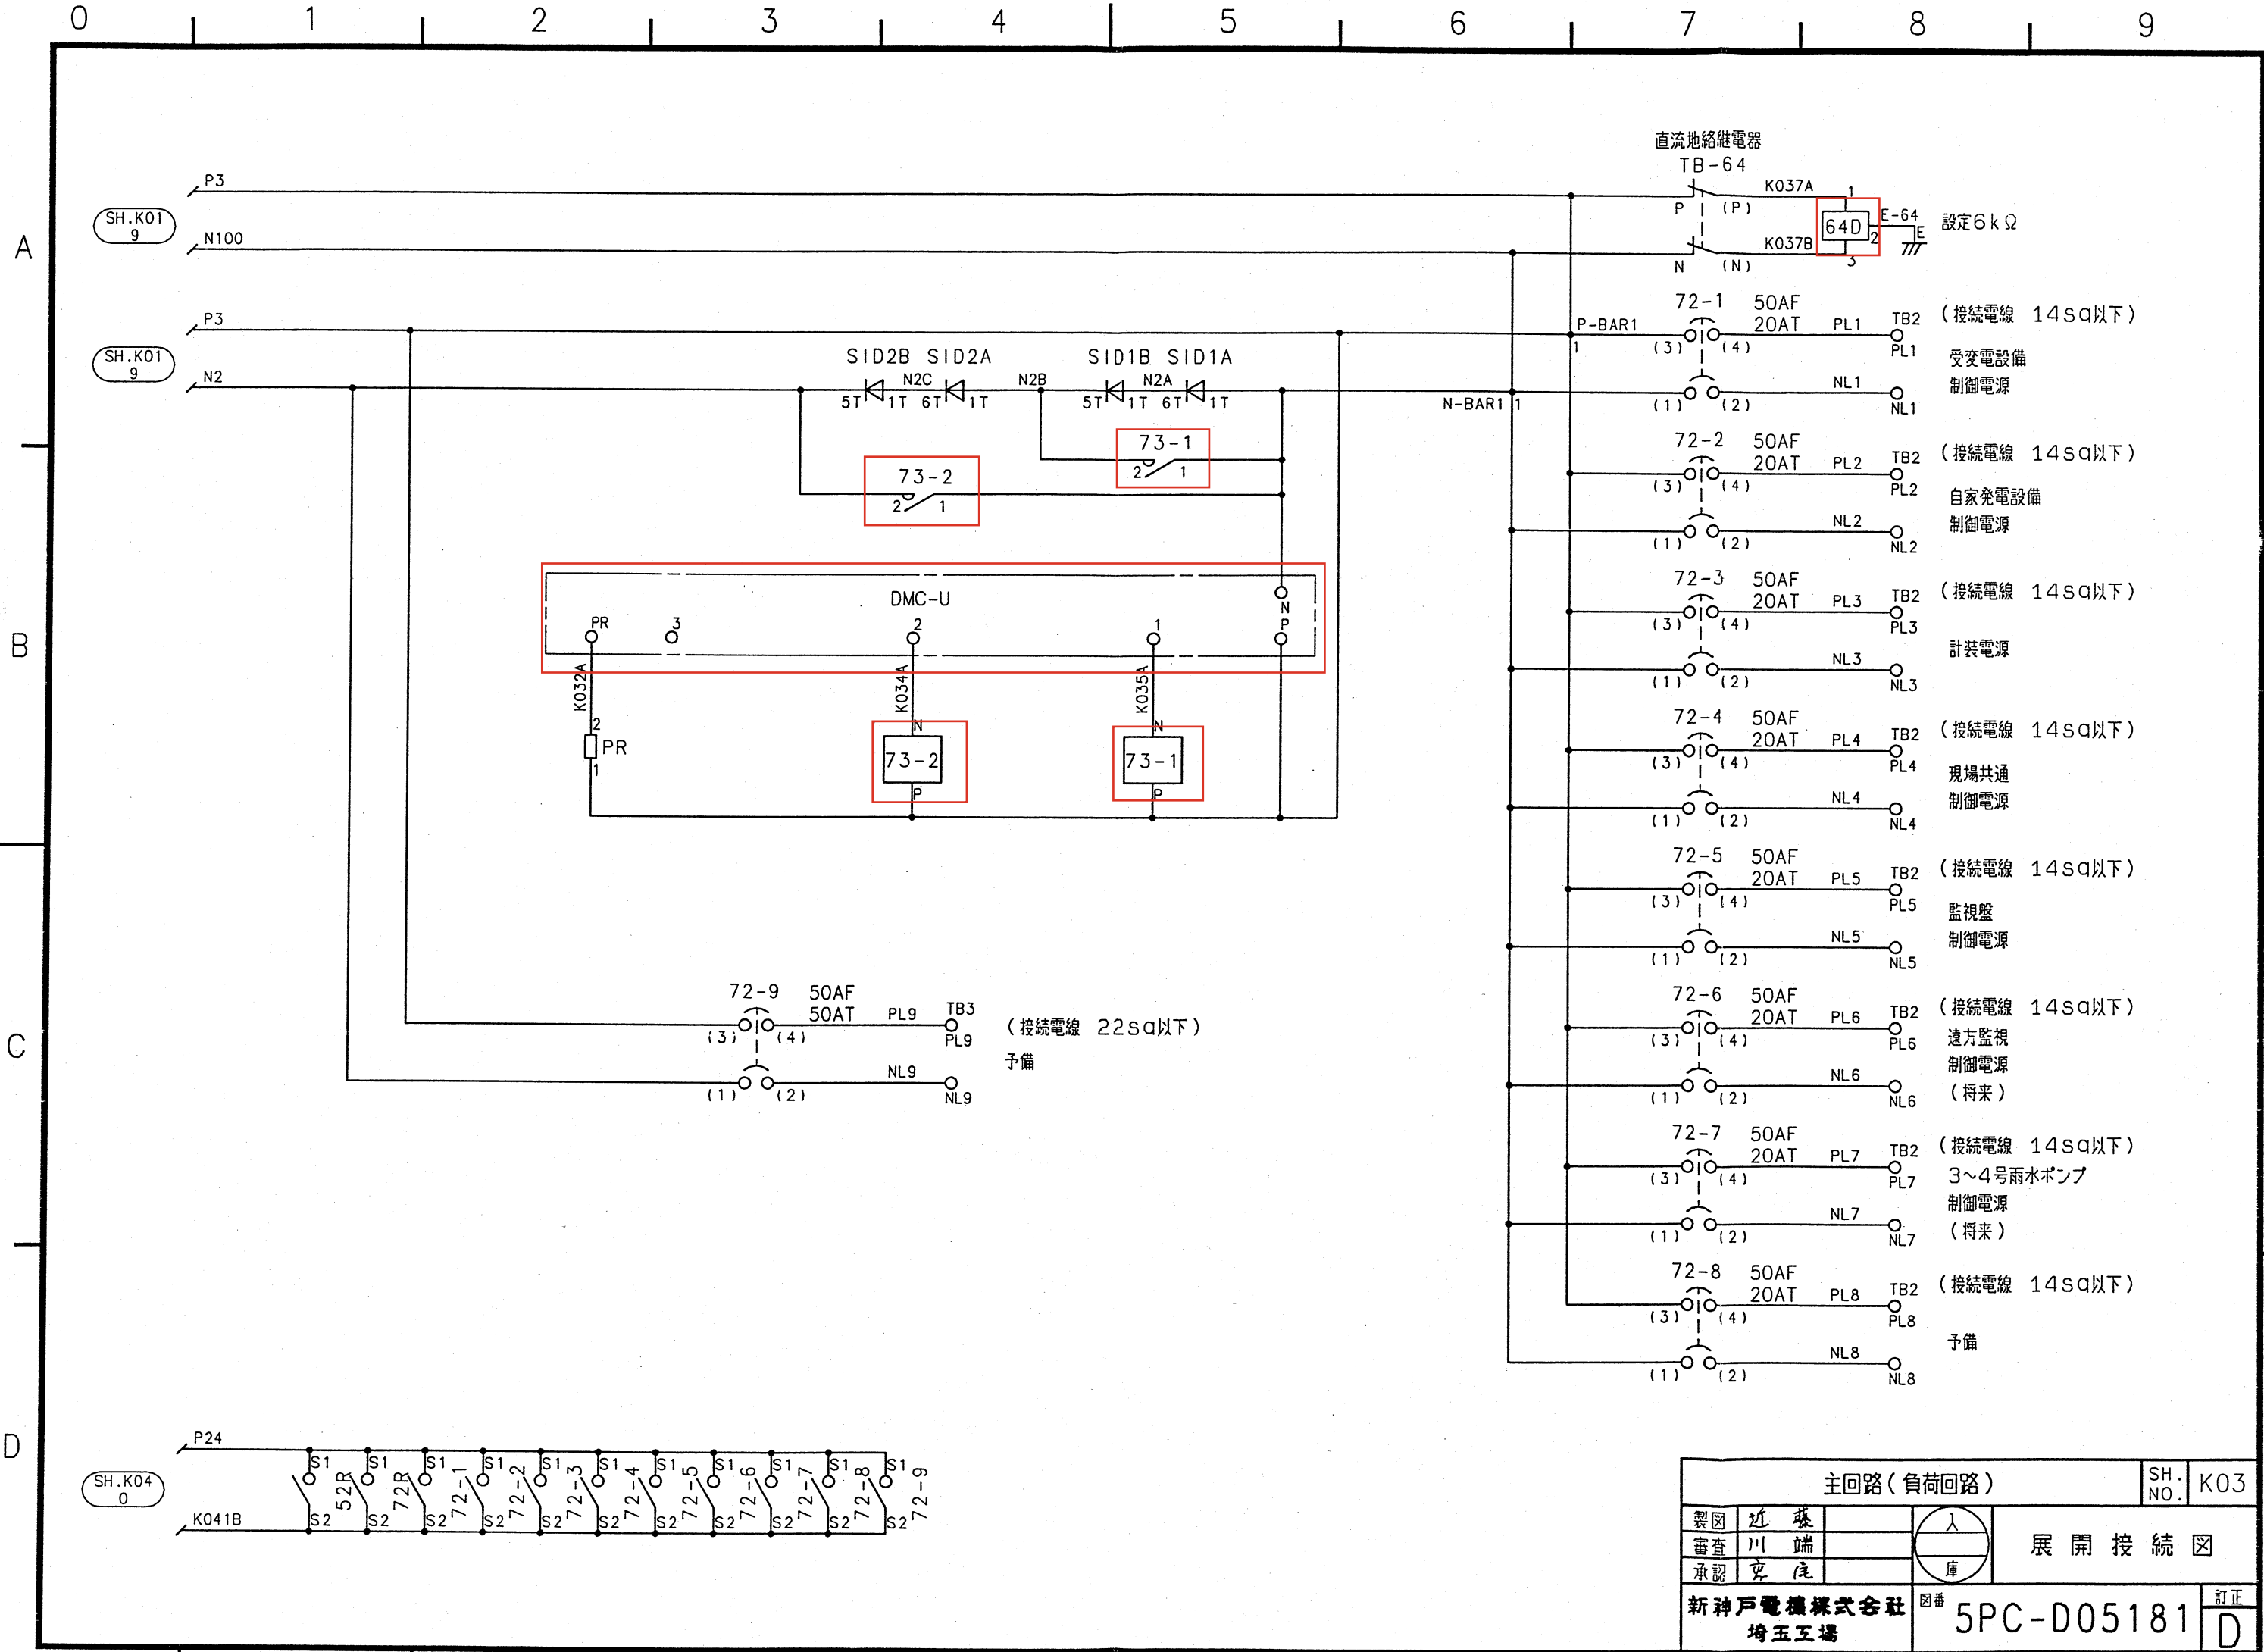 0 1 2 3 4 5 6 7 8 9
A
B
C
D
直流地絡継電器
TB-64
P3
SH.K01
9
N100
P (P) K037A 1
64D
E-64
2 E
設定6kΩ
N (N) K037B 3
P3
SH.K01
9
N2
SID2B SID2A
N2C
5T 1T 6T 1T
N2B
SID1B SID1A
N2A
5T 1T 6T 1T
73-1
2 1
73-2
2 1
DMC-U
PR 3 2 1 N P
K032A K034A K035A
2
PR
1
N
73-2
P
N
73-1
P
P-BAR1
1
N-BAR1 1
72-1 50AF
20AT PL1 TB2 (接続電線 14sq以下)
(3) (4) PL1
受変電設備
制御電源
NL1
(1) (2) NL1
72-2 50AF
20AT PL2 TB2 (接続電線 14sq以下)
(3) (4) PL2
自家発電設備
制御電源
NL2
(1) (2) NL2
72-3 50AF
20AT PL3 TB2 (接続電線 14sq以下)
(3) (4) PL3
計装電源
NL3
(1) (2) NL3
72-4 50AF
20AT PL4 TB2 (接続電線 14sq以下)
(3) (4) PL4
現場共通
制御電源
NL4
(1) (2) NL4
72-5 50AF
20AT PL5 TB2 (接続電線 14sq以下)
(3) (4) PL5
監視盤
制御電源
NL5
(1) (2) NL5
72-6 50AF
20AT PL6 TB2 (接続電線 14sq以下)
(3) (4) PL6
遠方監視
制御電源
(将来)
NL6
(1) (2) NL6
72-7 50AF
20AT PL7 TB2 (接続電線 14sq以下)
(3) (4) PL7
3~4号雨水ポンプ
制御電源
(将来)
NL7
(1) (2) NL7
72-8 50AF
20AT PL8 TB2 (接続電線 14sq以下)
(3) (4) PL8
予備
NL8
(1) (2) NL8
72-9 50AF
50AT PL9 TB3
(3) (4) PL9
(接続電線 22sq以下)
予備
NL9
(1) (2) NL9
P24
SH.K04
0
K041B
S1 S1 S1 S1 S1 S1 S1 S1 S1 S1 S1
52R 72R 72-1 72-2 72-3 72-4 72-5 72-6 72-7 72-8 72-9
S2 S2 S2 S2 S2 S2 S2 S2 S2 S2 S2
主回路(負荷回路)
SH.
NO. K03
製図 近藤
審査 川端
承認
入
庫
展開接続図
新神戸電機株式会社
埼玉工場
図番 5PC-D05181
訂正
D